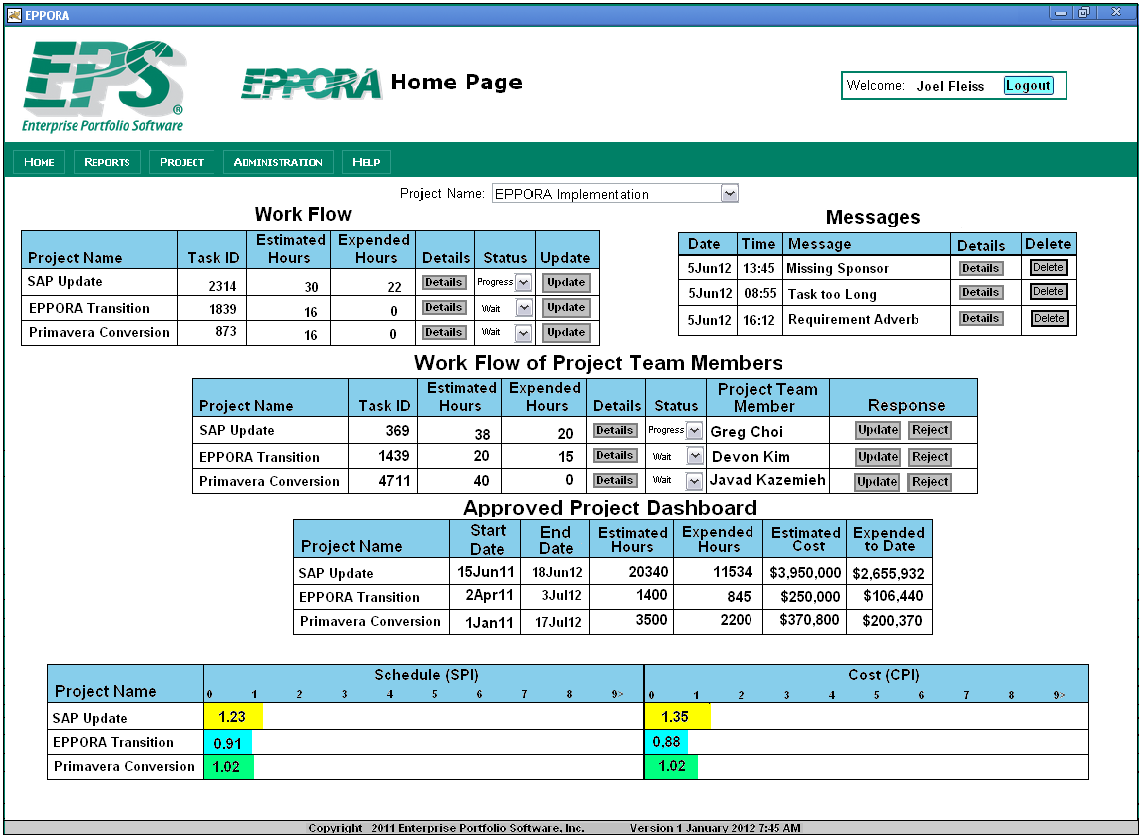 EPPORA
EPS®
Enterprise Portfolio Software
EPPORA Home Page
Welcome: Joel Fleiss Logout
HOME REPORTS PROJECT ADMINISTRATION HELP
Project Name: EPPORA Implementation
Work Flow
Project Name Task ID Estimated Hours Expended Hours Details Status Update
SAP Update 2314 30 22 Details Progress Update
EPPORA Transition 1839 16 0 Details Wait Update
Primavera Conversion 873 16 0 Details Wait Update
Messages
Date Time Message Details Delete
5Jun12 13:45 Missing Sponsor Details Delete
5Jun12 08:55 Task too Long Details Delete
5Jun12 16:12 Requirement Adverb Details Delete
Work Flow of Project Team Members
Project Name Task ID Estimated Hours Expended Hours Details Status Project Team Member Response
SAP Update 369 38 20 Details Progress Greg Choi Update Reject
EPPORA Transition 1439 20 15 Details Wait Devon Kim Update Reject
Primavera Conversion 4711 40 0 Details Wait Javad Kazemieh Update Reject
Approved Project Dashboard
Project Name Start Date End Date Estimated Hours Expended Hours Estimated Cost Expended to Date
SAP Update 15Jun11 18Jun12 20340 11534 $3,950,000 $2,655,932
EPPORA Transition 2Apr11 3Jul12 1400 845 $250,000 $106,440
Primavera Conversion 1Jan11 17Jul12 3500 2200 $370,800 $200,370
Schedule (SPI) Cost (CPI)
Project Name 0 1 2 3 4 5 6 7 8 9> 0 1 2 3 4 5 6 7 8 9>
SAP Update 1.23 1.35
EPPORA Transition 0.91 0.88
Primavera Conversion 1.02 1.02
Copyright 2011 Enterprise Portfolio Software, Inc. Version 1 January 2012 7:45 AM